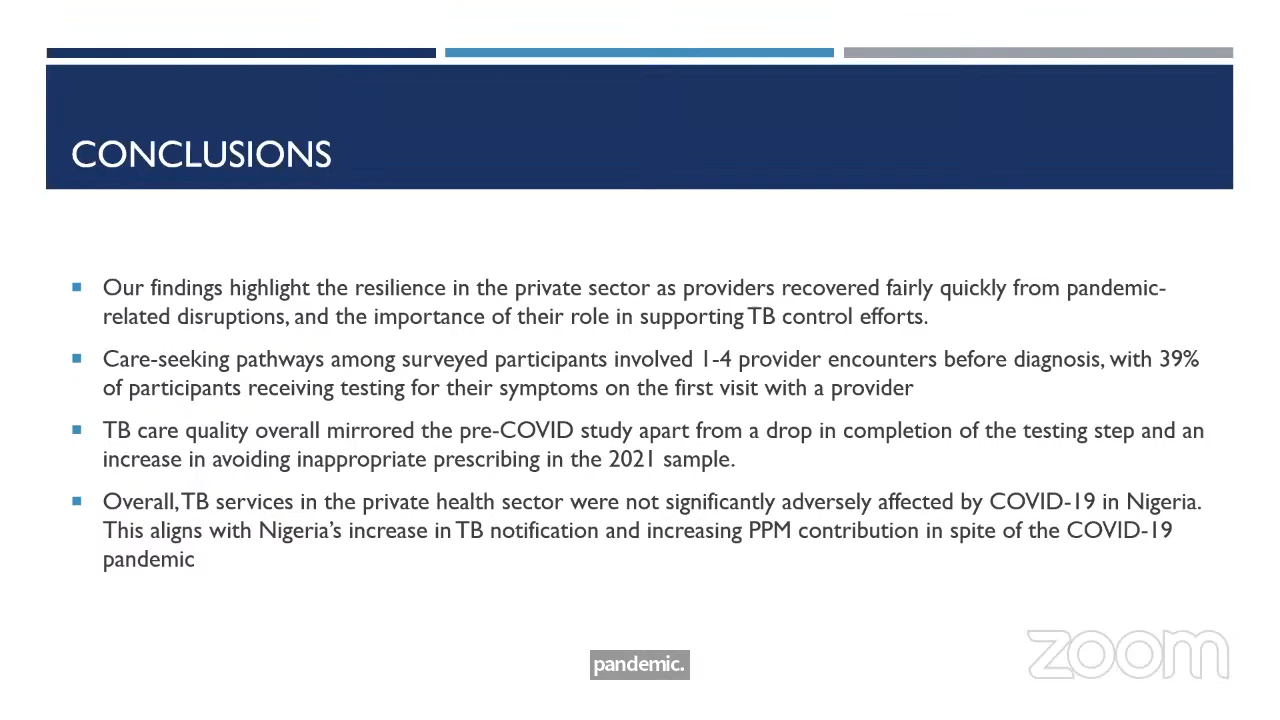 CONCLUSIONS
Our findings highlight the resilience in the private sector as providers recovered fairly quickly from pandemic-
related disruptions, and the importance of their role in supporting TB control efforts.
Care-seeking pathways among surveyed participants involved 1-4 provider encounters before diagnosis, with 39%
of participants receiving testing for their symptoms on the first visit with a provider
TB care quality overall mirrored the pre-COVID study apart from a drop in completion of the testing step and an
increase in avoiding inappropriate prescribing in the 2021 sample.
Overall, TB services in the private health sector were not significantly adversely affected by COVID-19 in Nigeria.
This aligns with Nigeria's increase in TB notification and increasing PPM contribution in spite of the COVID-19
pandemic
pandemic.
zoom